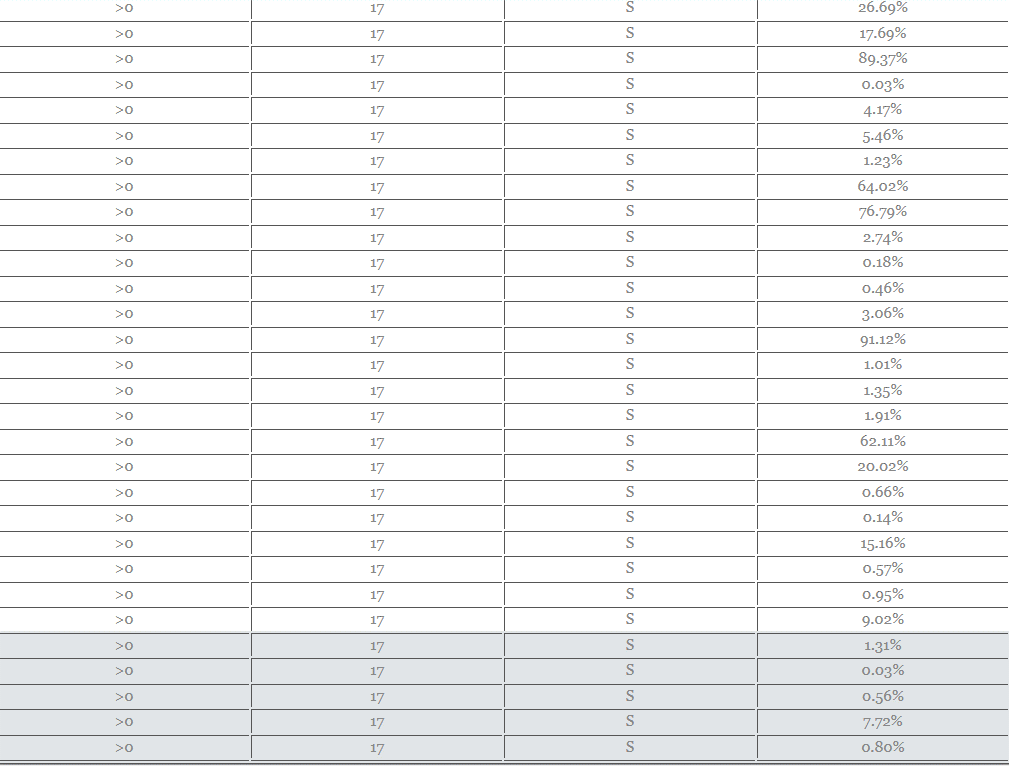 >0 17 S 26.69%
>0 17 S 17.69%
>0 17 S 89.37%
>0 17 S 0.03%
>0 17 S 4.17%
>0 17 S 5.46%
>0 17 S 1.23%
>0 17 S 64.02%
>0 17 S 76.79%
>0 17 S 2.74%
>0 17 S 0.18%
>0 17 S 0.46%
>0 17 S 3.06%
>0 17 S 91.12%
>0 17 S 1.01%
>0 17 S 1.35%
>0 17 S 1.91%
>0 17 S 62.11%
>0 17 S 20.02%
>0 17 S 0.66%
>0 17 S 0.14%
>0 17 S 15.16%
>0 17 S 0.57%
>0 17 S 0.95%
>0 17 S 9.02%
>0 17 S 1.31%
>0 17 S 0.03%
>0 17 S 0.56%
>0 17 S 7.72%
>0 17 S 0.80%